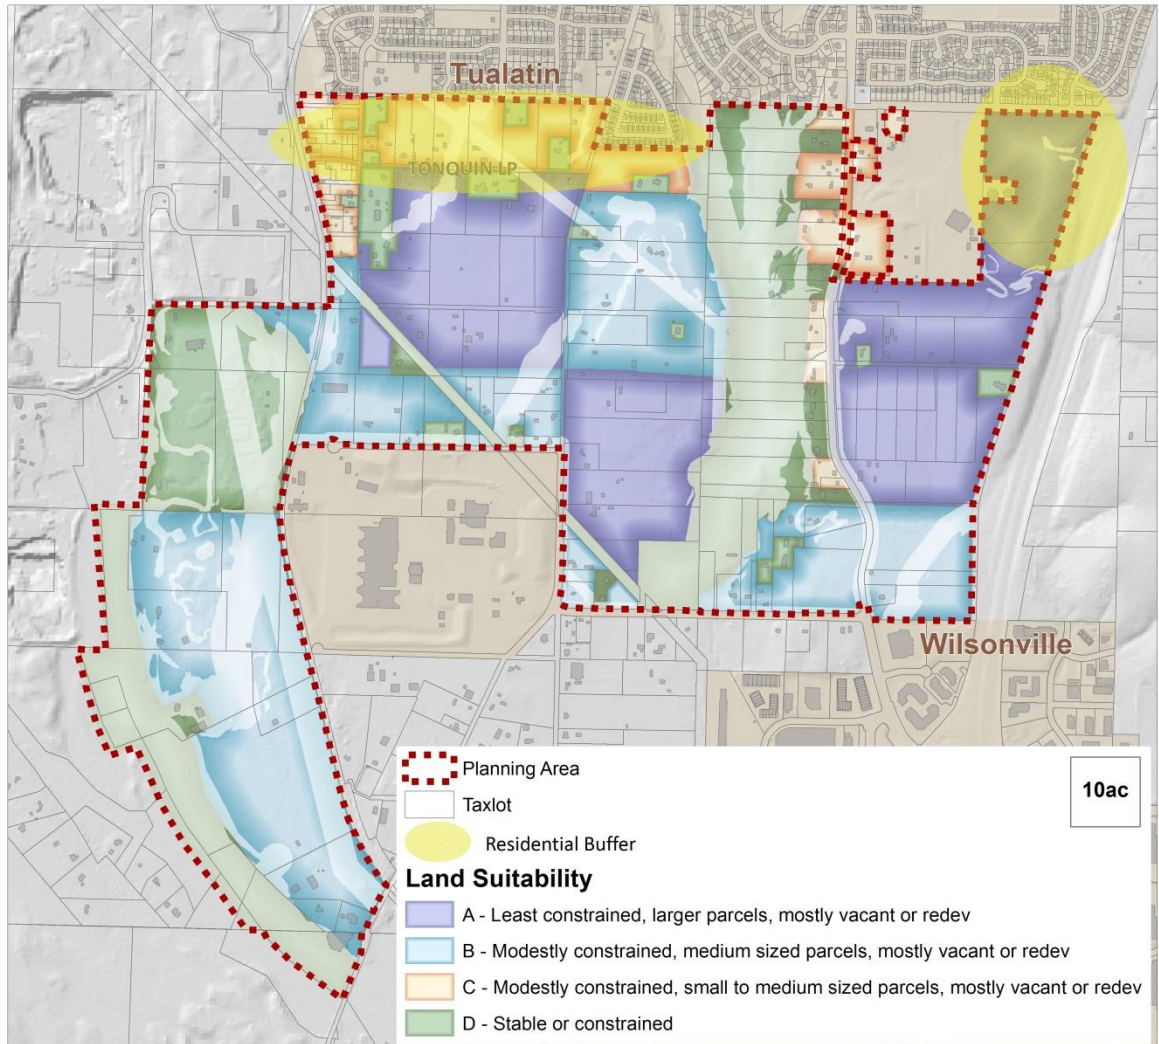 Tualatin
TONQUIN LP
Wilsonville
Planning Area
10ac
Taxlot
Residential Buffer
Land Suitability
A - Least constrained, larger parcels, mostly vacant or redev
B - Modestly constrained, medium sized parcels, mostly vacant or redev
C - Modestly constrained, small to medium sized parcels, mostly vacant or redev
D - Stable or constrained